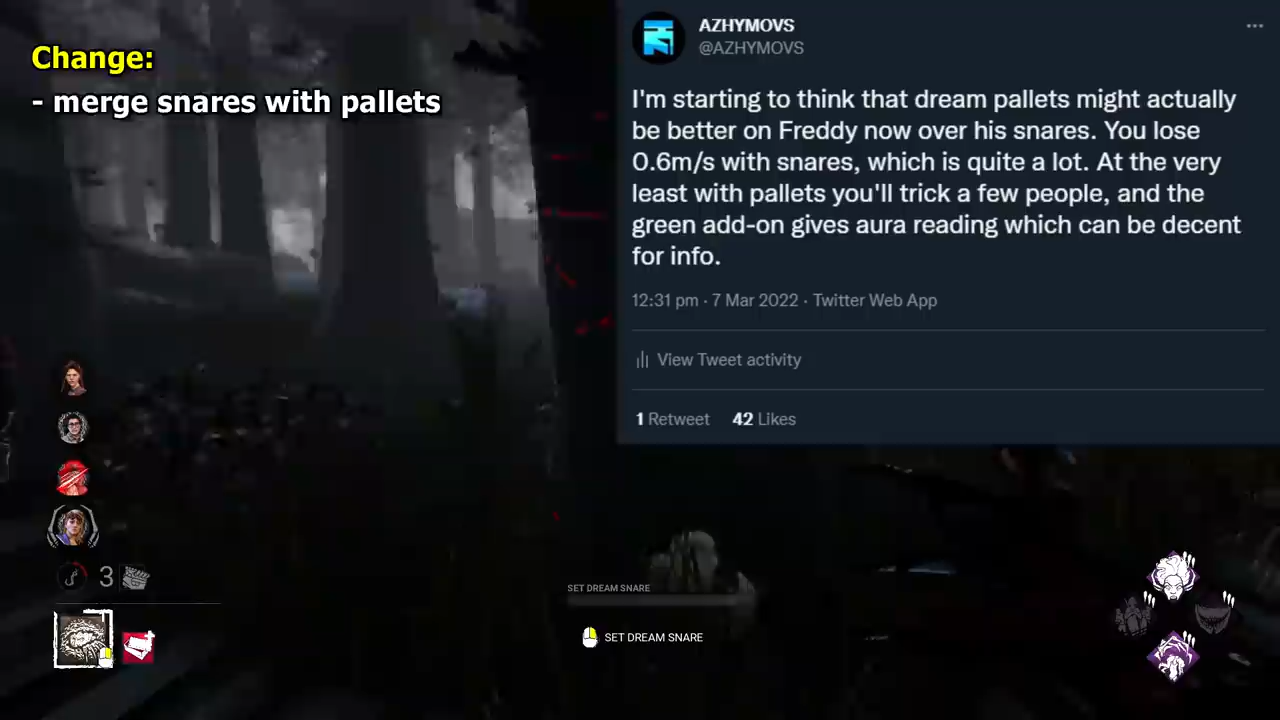 Change:
- merge snares with pallets
AZHYMOVS
@AZHYMOVS
I'm starting to think that dream pallets might actually
be better on Freddy now over his snares. You lose
0.6m/s with snares, which is quite a lot. At the very
least with pallets you'll trick a few people, and the
green add-on gives aura reading which can be decent
for info.
12:31 pm · 7 Mar 2022 · Twitter Web App
View Tweet activity
1 Retweet 42 Likes
3
SET DREAM SNARE
SET DREAM SNARE